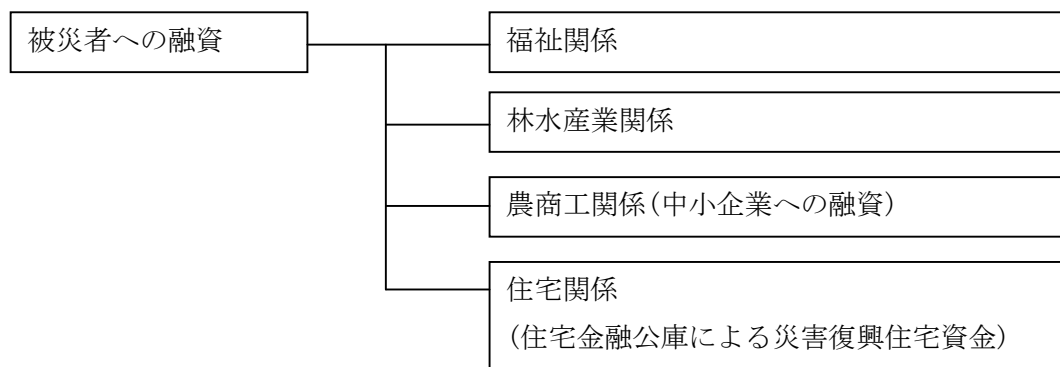 被災者への融資
福祉関係
林水産業関係
農商工関係(中小企業への融資)
住宅関係
(住宅金融公庫による災害復興住宅資金)